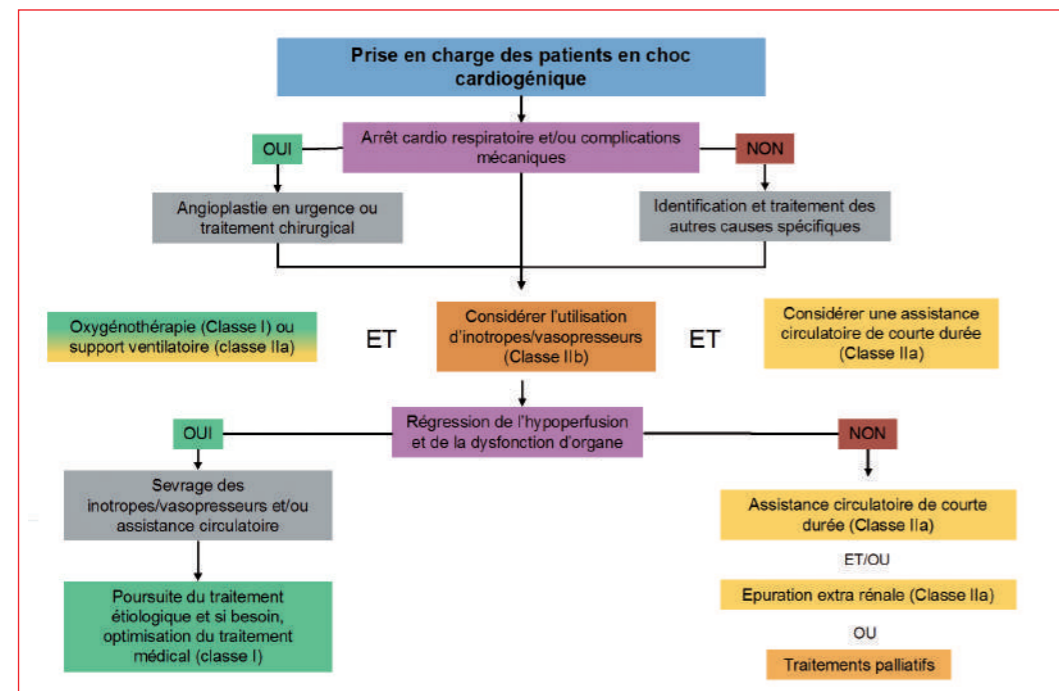 Prise en charge des patients en choc
cardiogénique
Arrêt cardio respiratoire et/ou complications
mécaniques
OUI
NON
Angioplastie en urgence ou
traitement chirurgical
Identification et traitement des
autres causes spécifiques
Oxygénothérapie (Classe I) ou
support ventilatoire (classe IIa)
ET
Considérer l'utilisation
d'inotropes/vasopresseurs
(Classe IIb)
ET
Considérer une assistance
circulatoire de courte durée
(Classe IIa)
Régression de l'hypoperfusion
et de la dysfonction d'organe
OUI
NON
Sevrage des
inotropes/vasopresseurs et/ou
assistance circulatoire
Assistance circulatoire de courte
durée (Classe IIa)
ET/OU
Poursuite du traitement
étiologique et si besoin,
optimisation du traitement
médical (classe I)
Epuration extra rénale (Classe IIa)
OU
Traitements palliatifs